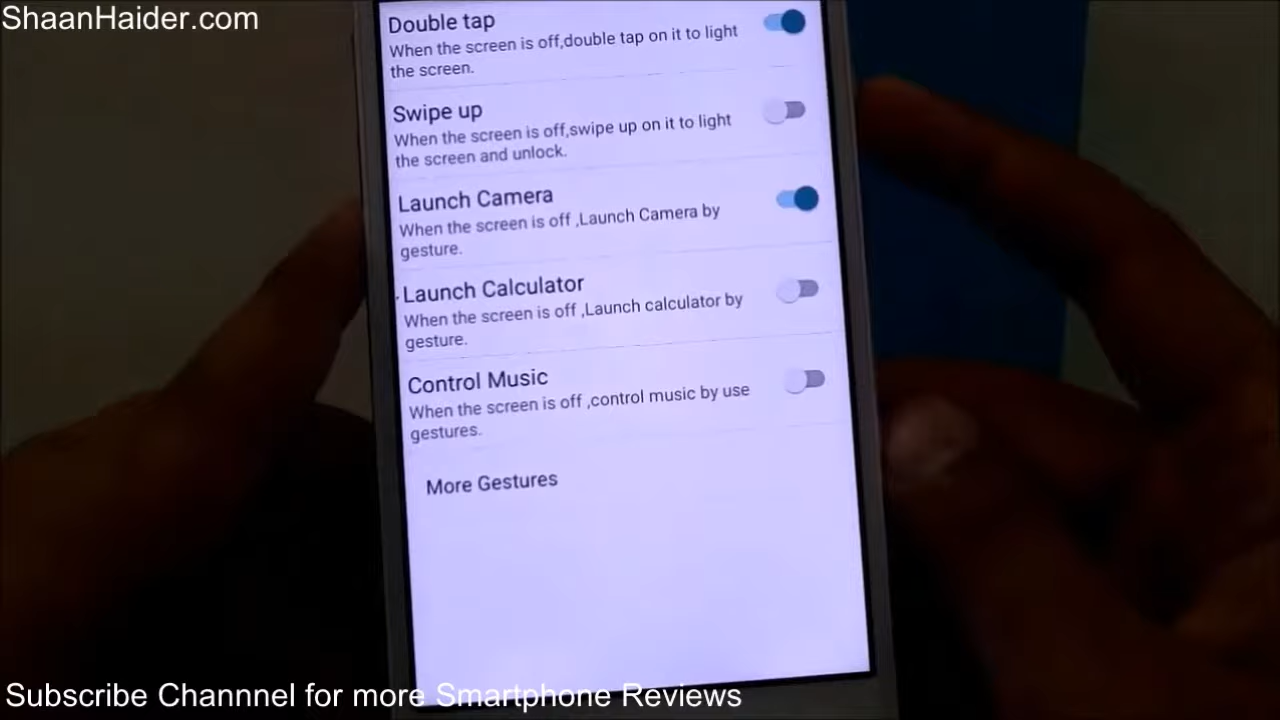 ShaanHaider.com
Double tap
When the screen is off,double tap on it to light
the screen.
Swipe up
When the screen is off,swipe up on it to light
the screen and unlock.
Launch Camera
When the screen is off ,Launch Camera by
gesture.
Launch Calculator
When the screen is off ,Launch calculator by
gesture.
Control Music
When the screen is off ,control music by use
gestures.
More Gestures
Subscribe Channnel for more Smartphone Reviews